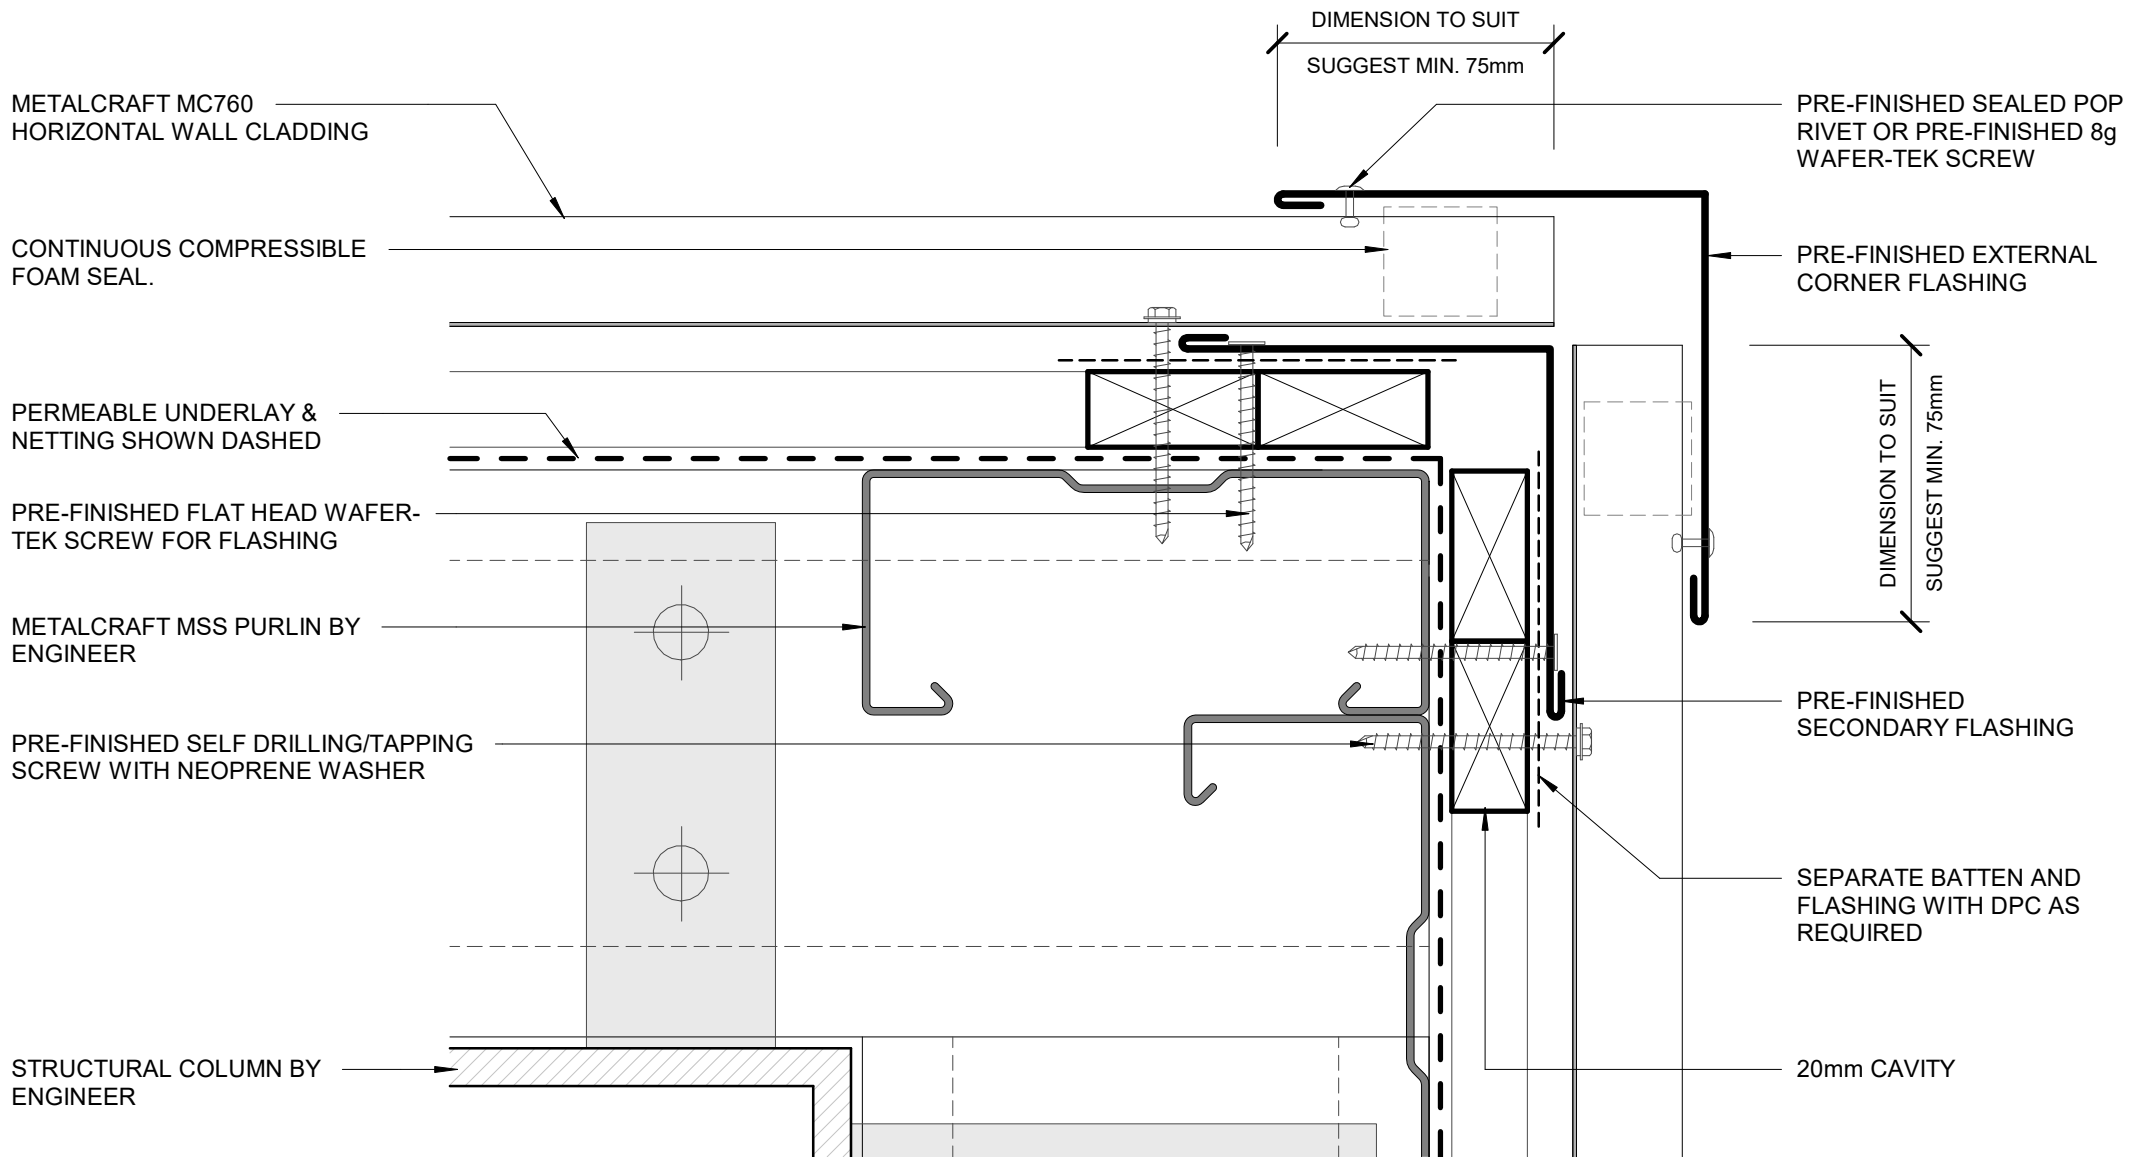 DIMENSION TO SUIT
SUGGEST MIN. 75mm
METALCRAFT MC760
HORIZONTAL WALL CLADDING
CONTINUOUS COMPRESSIBLE
FOAM SEAL.
PERMEABLE UNDERLAY &
NETTING SHOWN DASHED
PRE-FINISHED FLAT HEAD WAFER-
TEK SCREW FOR FLASHING
METALCRAFT MSS PURLIN BY
ENGINEER
PRE-FINISHED SELF DRILLING/TAPPING
SCREW WITH NEOPRENE WASHER
STRUCTURAL COLUMN BY
ENGINEER
PRE-FINISHED SEALED POP
RIVET OR PRE-FINISHED 8g
WAFER-TEK SCREW
PRE-FINISHED EXTERNAL
CORNER FLASHING
DIMENSION TO SUIT
SUGGEST MIN. 75mm
PRE-FINISHED
SECONDARY FLASHING
SEPARATE BATTEN AND
FLASHING WITH DPC AS
REQUIRED
20mm CAVITY